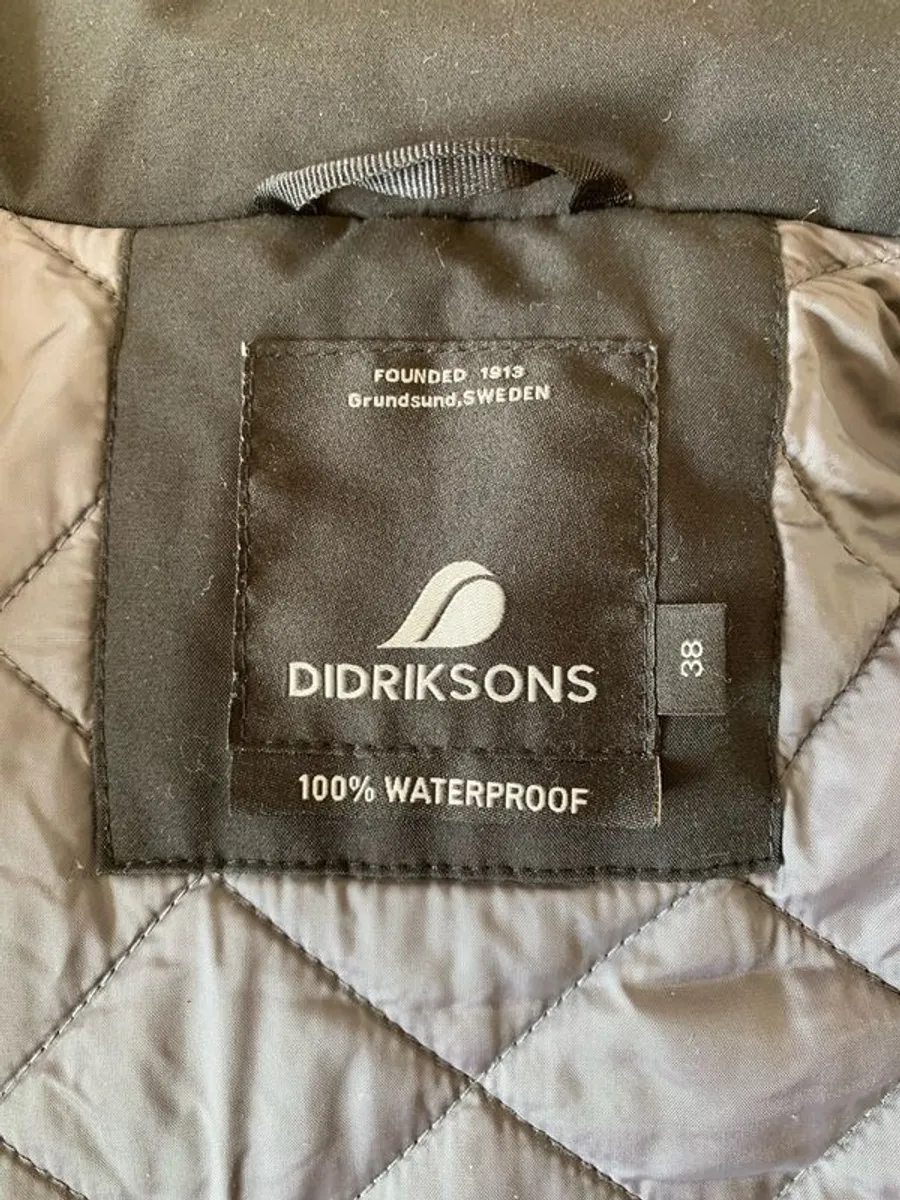 FOUNDED 1913
Grundsund,SWEDEN
DIDRIKSONS
38
100% WATERPROOF